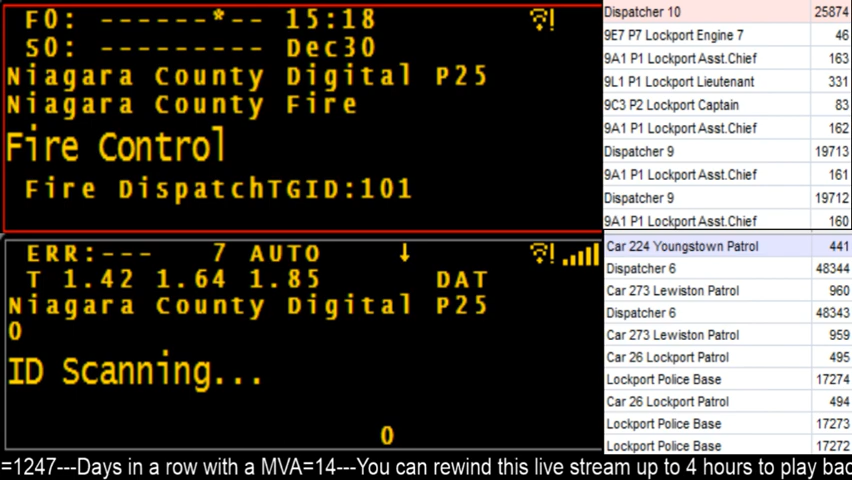 F0: ------*-- 15:18
S0: --------- Dec30
Niagara County Digital P25
Niagara County Fire
Fire Control
Fire DispatchTGID:101
Dispatcher 10 25874
9E7 P7 Lockport Engine 7 46
9A1 P1 Lockport Asst.Chief 163
9L1 P1 Lockport Lieutenant 331
9C3 P2 Lockport Captain 83
9A1 P1 Lockport Asst.Chief 162
Dispatcher 9 19713
9A1 P1 Lockport Asst.Chief 161
Dispatcher 9 19712
9A1 P1 Lockport Asst.Chief 160
ERR:--- 7 AUTO ↓
T 1.42 1.64 1.85 DAT
Niagara County Digital P25
0
ID Scanning...
0
Car 224 Youngstown Patrol 441
Dispatcher 6 48344
Car 273 Lewiston Patrol 960
Dispatcher 6 48343
Car 273 Lewiston Patrol 959
Car 26 Lockport Patrol 495
Lockport Police Base 17274
Car 26 Lockport Patrol 494
Lockport Police Base 17273
Lockport Police Base 17272
=1247---Days in a row with a MVA=14---You can rewind this live stream up to 4 hours to play bac